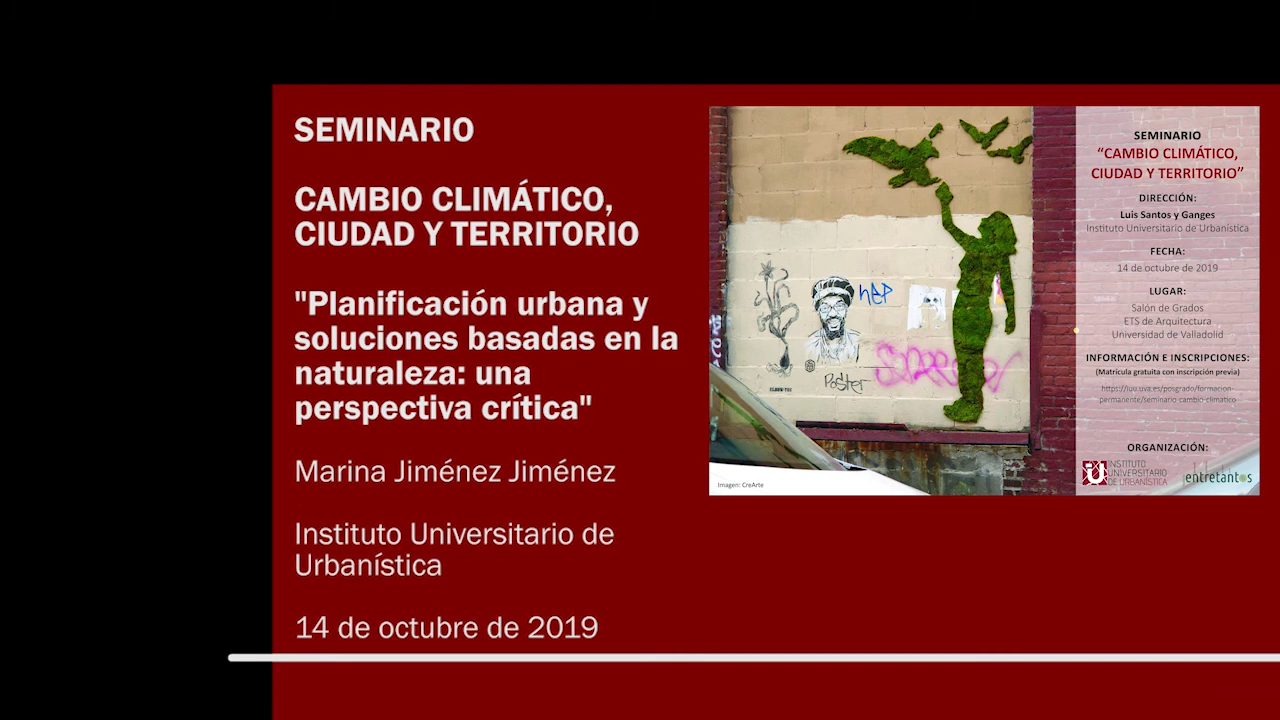 SEMINARIO
CAMBIO CLIMÁTICO,
CIUDAD Y TERRITORIO
"Planificación urbana y
soluciones basadas en la
naturaleza: una
perspectiva crítica"
Marina Jiménez Jiménez
Instituto Universitario de
Urbanística
14 de octubre de 2019
hEP
Poster
Imagen: CreArte
SEMINARIO
“CAMBIO CLIMÁTICO,
CIUDAD Y TERRITORIO”
DIRECCIÓN:
Luis Santos y Ganges
Instituto Universitario de Urbanística
FECHA:
14 de octubre de 2019
LUGAR:
Salón de Grados
ETS de Arquitectura
Universidad de Valladolid
INFORMACIÓN E INSCRIPCIONES:
(Matrícula gratuita con inscripción previa)
https://iuu.uva.es/posgrado/formacion-
permanente/seminario-cambio-climatico
ORGANIZACIÓN:
INSTITUTO
UNIVERSITARIO
DE URBANÍSTICA
entretantos